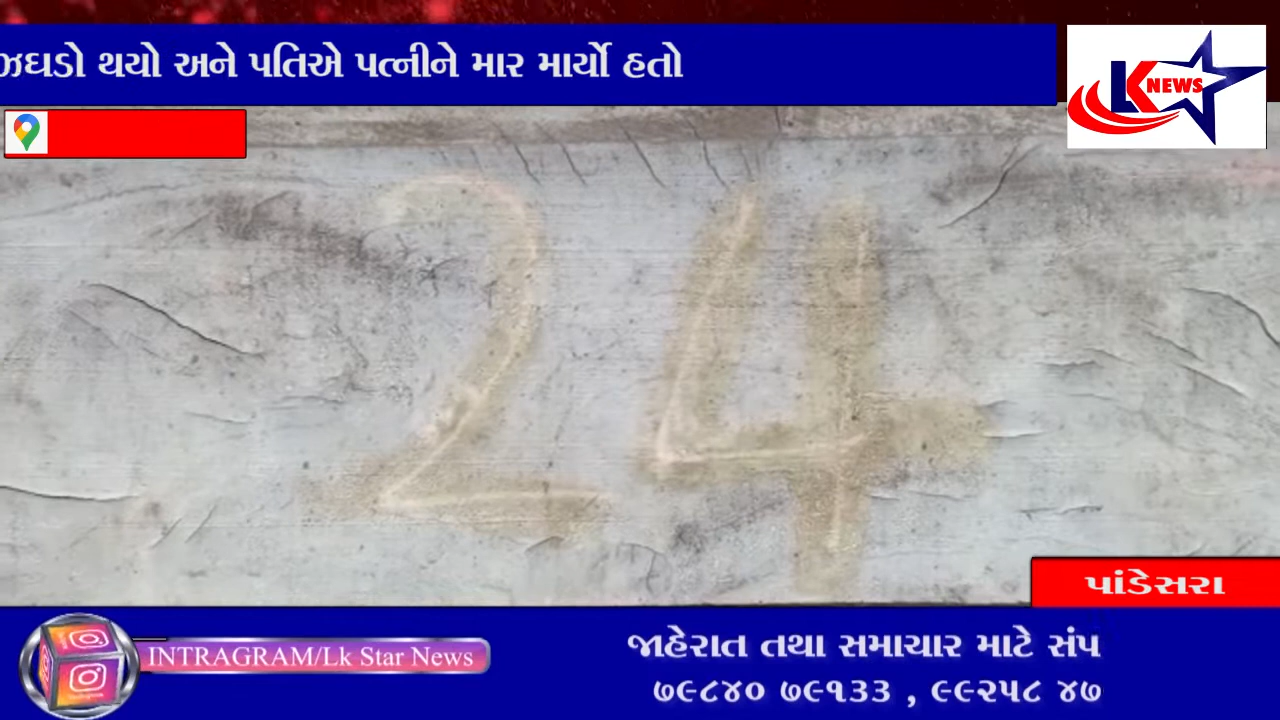 ઝઘડો થયો અને પતિએ પત્નીને માર માર્યો હતો
LK NEWS
24
પાંડેસરા
INTRAGRAM/Lk Star News
જાહેરાત તથા સમાચાર માટે સંપ
૭૯૮૪૦ ૭૯૧૩૩ , ૯૯૨૫૮ ૪૭